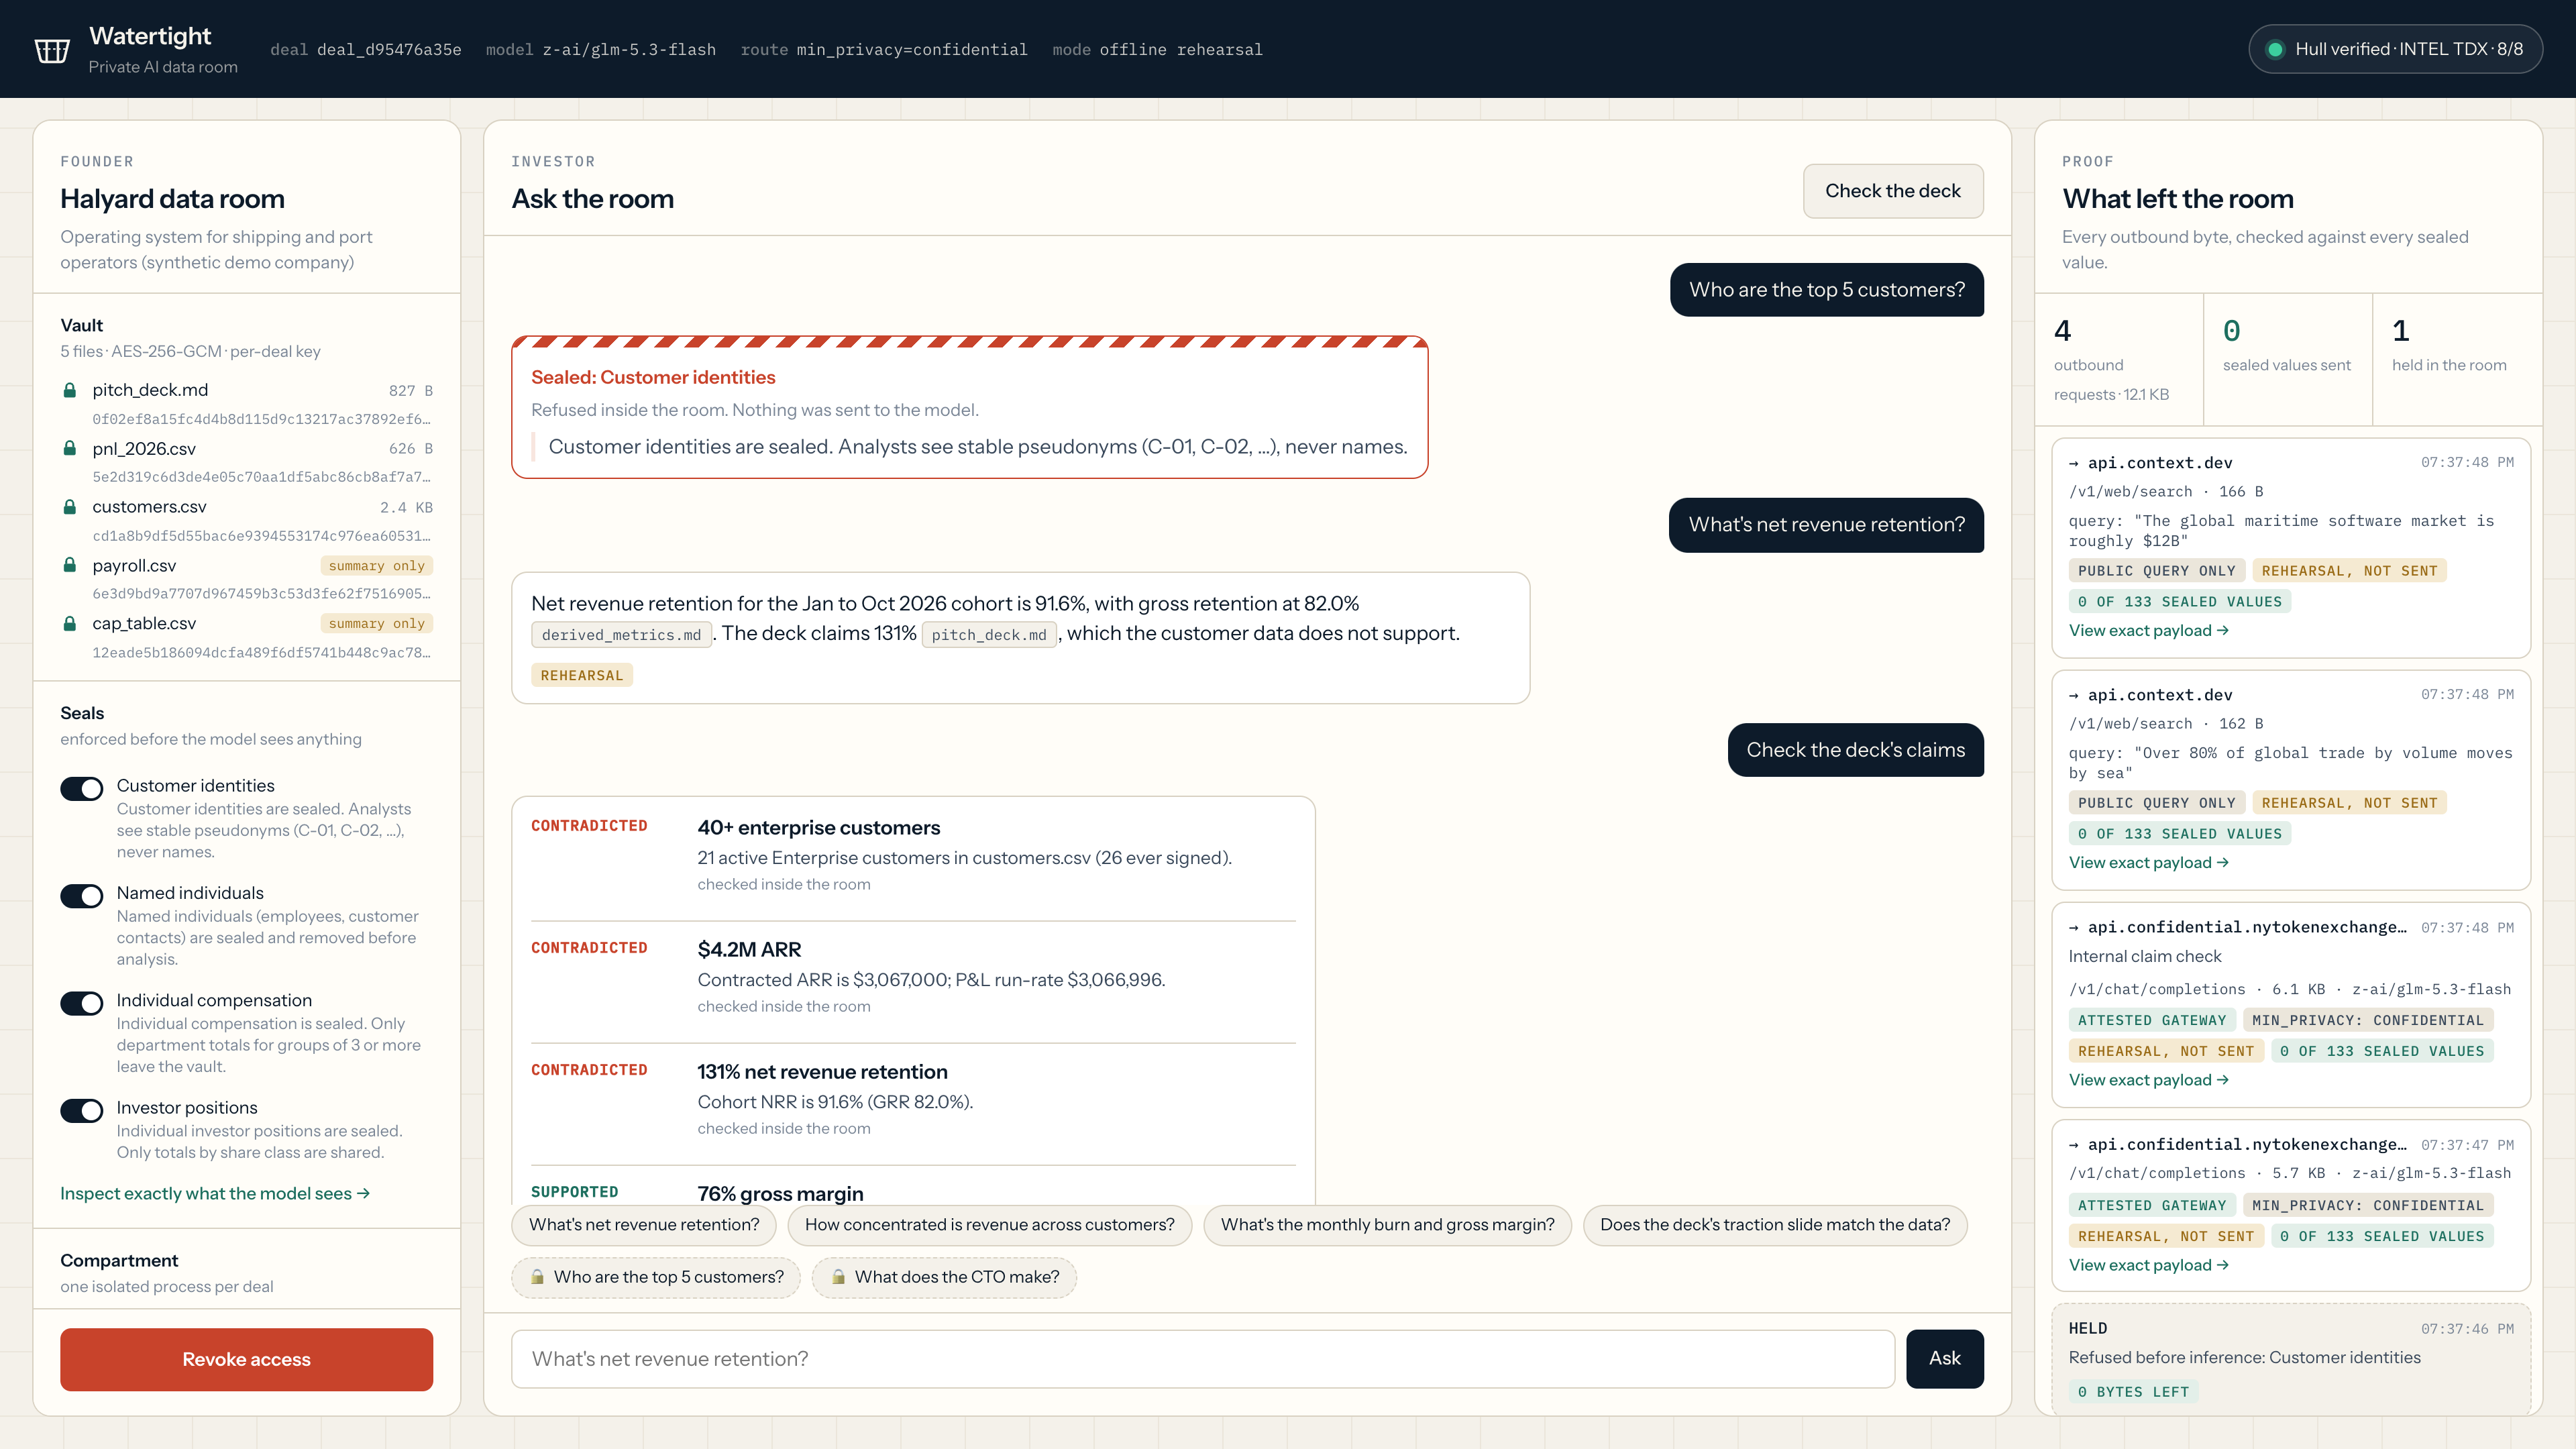 Watertight
Private AI data room
deal deal_d95476a35e model z-ai/glm-5.3-flash route min_privacy=confidential mode offline rehearsal
Hull verified · INTEL TDX · 8/8
FOUNDER
Halyard data room
Operating system for shipping and port
operators (synthetic demo company)
Vault
5 files · AES-256-GCM · per-deal key
pitch_deck.md 827 B
0f02ef8a15fc4d4b8d115d9c13217ac37892ef6…
pnl_2026.csv 626 B
5e2d319c6d3de4e05c70aa1df5abc86cb8af7a7…
customers.csv 2.4 KB
cd1a8b9df5d55bac6e9394553174c976ea60531…
payroll.csv summary only
6e3d9bd9a7707d967459b3c53d3fe62f7516905…
cap_table.csv summary only
12eade5b186094dcfa489f6df5741b448c9ac78…
Seals
enforced before the model sees anything
Customer identities
Customer identities are sealed. Analysts
see stable pseudonyms (C-01, C-02, …),
never names.
Named individuals
Named individuals (employees, customer
contacts) are sealed and removed before
analysis.
Individual compensation
Individual compensation is sealed. Only
department totals for groups of 3 or more
leave the vault.
Investor positions
Individual investor positions are sealed.
Only totals by share class are shared.
Inspect exactly what the model sees →
Compartment
one isolated process per deal
Revoke access
INVESTOR
Ask the room
Check the deck
Who are the top 5 customers?
Sealed: Customer identities
Refused inside the room. Nothing was sent to the model.
Customer identities are sealed. Analysts see stable pseudonyms (C-01, C-02, …), never names.
What's net revenue retention?
Net revenue retention for the Jan to Oct 2026 cohort is 91.6%, with gross retention at 82.0%
derived_metrics.md . The deck claims 131% pitch_deck.md , which the customer data does not support.
REHEARSAL
Check the deck's claims
CONTRADICTED 40+ enterprise customers
21 active Enterprise customers in customers.csv (26 ever signed).
checked inside the room
CONTRADICTED $4.2M ARR
Contracted ARR is $3,067,000; P&L run-rate $3,066,996.
checked inside the room
CONTRADICTED 131% net revenue retention
Cohort NRR is 91.6% (GRR 82.0%).
checked inside the room
SUPPORTED 76% gross margin
What's net revenue retention? How concentrated is revenue across customers? What's the monthly burn and gross margin? Does the deck's traction slide match the data?
Who are the top 5 customers? What does the CTO make?
What's net revenue retention?
Ask
PROOF
What left the room
Every outbound byte, checked against every sealed
value.
4 0 1
outbound sealed values sent held in the room
requests · 12.1 KB
→ api.context.dev 07:37:48 PM
/v1/web/search · 166 B
query: "The global maritime software market is
roughly $12B"
PUBLIC QUERY ONLY REHEARSAL, NOT SENT
0 OF 133 SEALED VALUES
View exact payload →
→ api.context.dev 07:37:48 PM
/v1/web/search · 162 B
query: "Over 80% of global trade by volume moves
by sea"
PUBLIC QUERY ONLY REHEARSAL, NOT SENT
0 OF 133 SEALED VALUES
View exact payload →
→ api.confidential.nytokenexchange… 07:37:48 PM
Internal claim check
/v1/chat/completions · 6.1 KB · z-ai/glm-5.3-flash
ATTESTED GATEWAY MIN_PRIVACY: CONFIDENTIAL
REHEARSAL, NOT SENT 0 OF 133 SEALED VALUES
View exact payload →
→ api.confidential.nytokenexchange… 07:37:47 PM
/v1/chat/completions · 5.7 KB · z-ai/glm-5.3-flash
ATTESTED GATEWAY MIN_PRIVACY: CONFIDENTIAL
REHEARSAL, NOT SENT 0 OF 133 SEALED VALUES
View exact payload →
HELD 07:37:46 PM
Refused before inference: Customer identities
0 BYTES LEFT